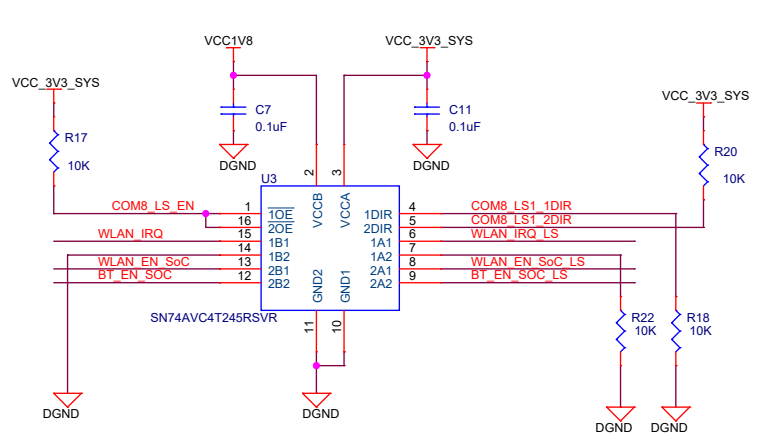 VCC1V8
VCC_3V3_SYS
VCC_3V3_SYS
VCC_3V3_SYS
C7
0.1uF
C11
0.1uF
R17
10K
R20
10K
DGND
DGND
U3
2
3
VCCB
VCCA
COM8_LS_EN
1
1OE
1DIR
4
COM8_LS1_1DIR
16
2OE
2DIR
5
COM8_LS1_2DIR
WLAN_IRQ
15
1B1
1A1
6
WLAN_IRQ_LS
14
1B2
1A2
7
WLAN_EN_SoC
13
2B1
2A1
8
WLAN_EN_SoC_LS
BT_EN_SOC
12
2B2
2A2
9
BT_EN_SOC_LS
GND2
GND1
SN74AVC4T245RSVR
11
10
R22
10K
R18
10K
DGND
DGND
DGND
DGND